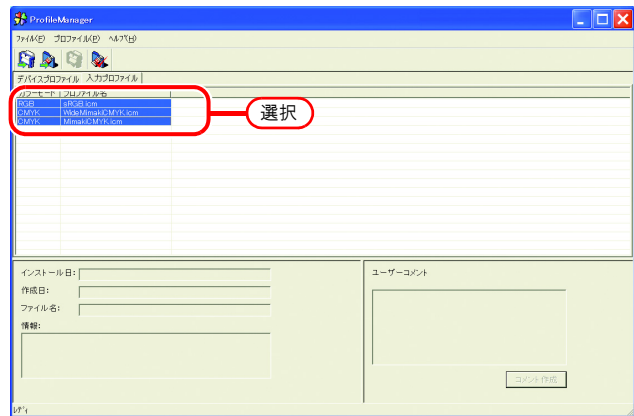 ProfileManager
ファイル(F) プロファイル(P) ヘルプ(H)
デバイスプロファイル 入力プロファイル
カラーモード プロファイル名
RGB sRGB.icm
CMYK WideMimakiCMYK.icm
CMYK MimakiCMYK.icm
選択
インストール日:
作成日:
ファイル名:
情報:
ユーザーコメント
コメント作成
レディ